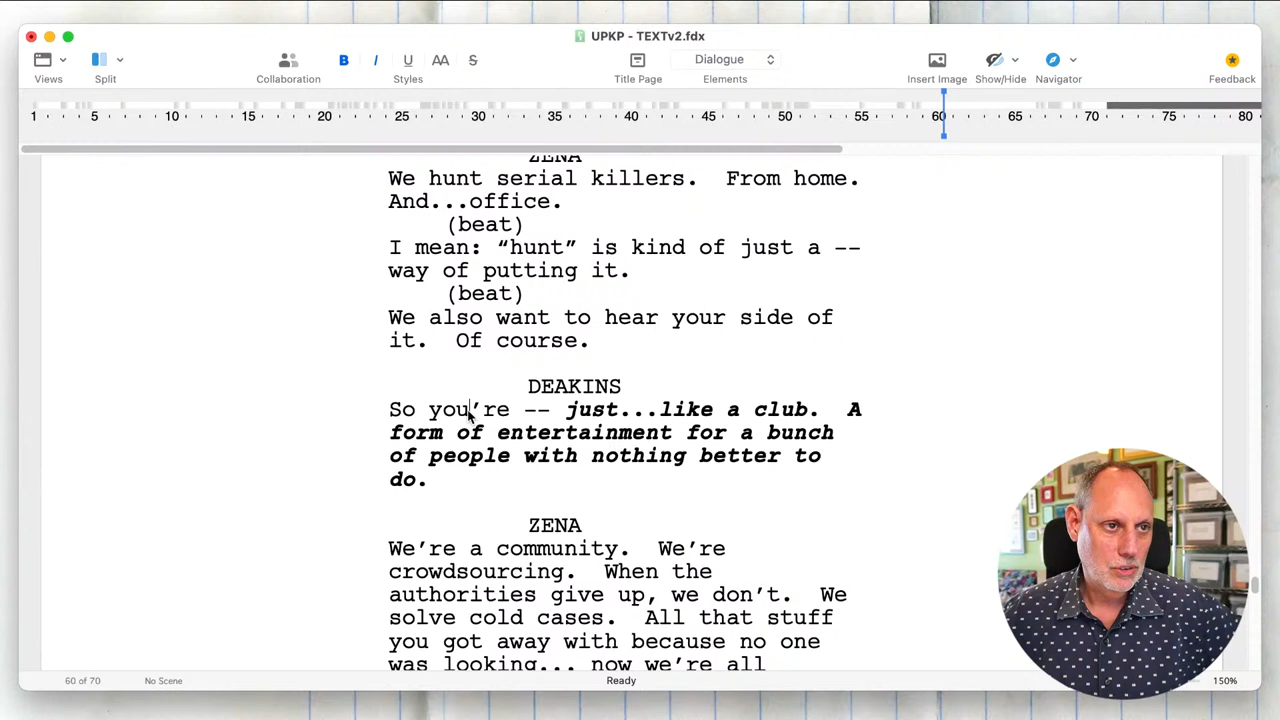 UPKP - TEXTv2.fdx
B I U AA S Dialogue
Views Split Collaboration Styles Title Page Elements Insert Image Show/Hide Navigator Feedback
1 5 10 15 20 25 30 35 40 45 50 55 60 65 70 75 80
ZENA
We hunt serial killers.  From home.
And...office.
(beat)
I mean: “hunt” is kind of just a --
way of putting it.
(beat)
We also want to hear your side of
it.  Of course.
DEAKINS
So you’re -- just...like a club.  A
form of entertainment for a bunch
of people with nothing better to
do.
ZENA
We’re a community.  We’re
crowdsourcing.  When the
authorities give up, we don’t.  We
solve cold cases.  All that stuff
you got away with because no one
was looking... now we’re all
60 of 70 No Scene Ready 150%